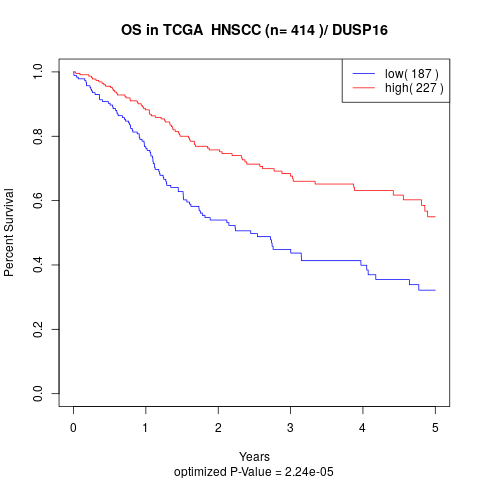 OS in TCGA  HNSCC (n= 414 )/ DUSP16
low( 187 )
high( 227 )
Percent Survival
1.0
0.8
0.6
0.4
0.2
0.0
0 1 2 3 4 5
Years
optimized P-Value = 2.24e-05